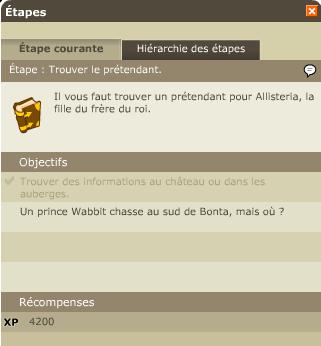 Étapes
Étape courante
Hiérarchie des étapes
Étape : Trouver le prétendant.
Il vous faut trouver un prétendant pour Allisteria, la
fille du frère du roi.
Objectifs
Trouver des informations au château ou dans les
auberges.
Un prince Wabbit chasse au sud de Bonta, mais où ?
Récompenses
XP 4200